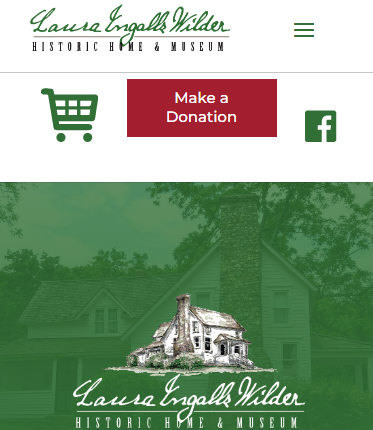 Laura Ingalls Wilder
HISTORIC HOME & MUSEUM
Make a
Donation
Laura Ingalls Wilder
HISTORIC HOME & MUSEUM